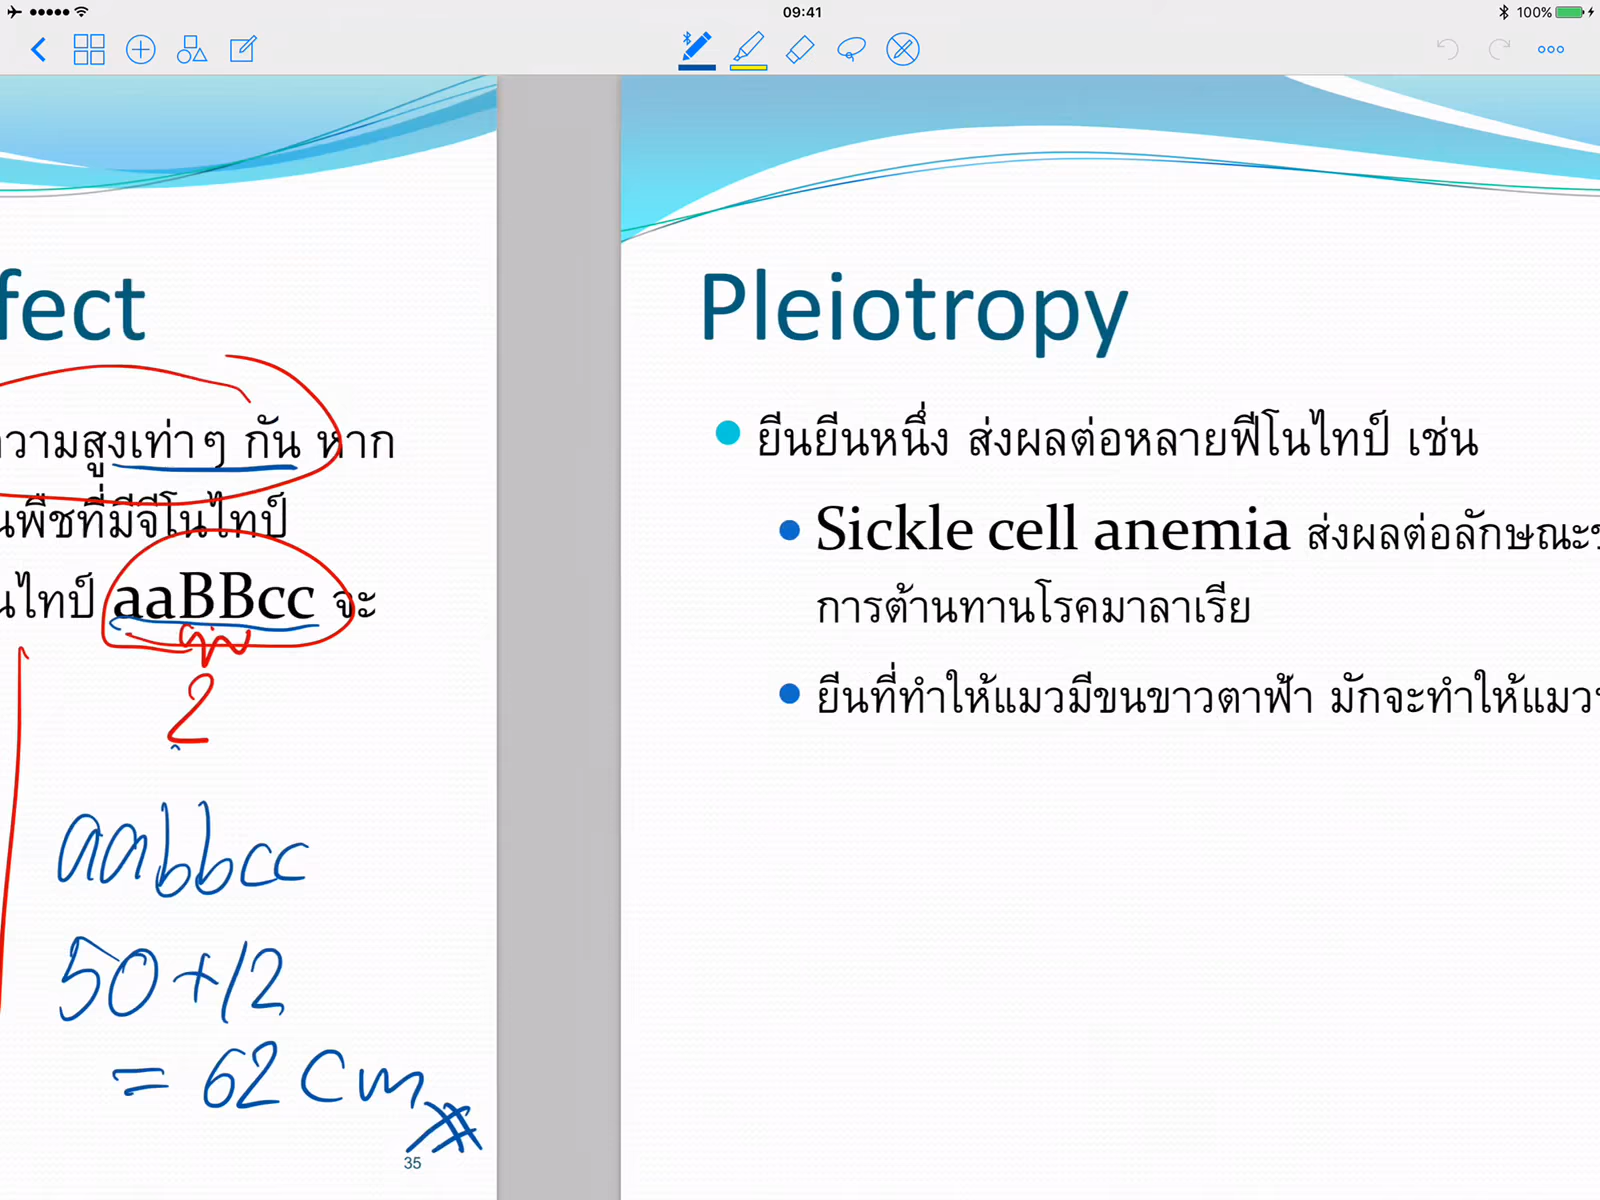 09:41
100%
fect
ความสูงเท่าๆ กัน หาก
นพืชที่มีจีโนไทป์
นไทป์ aaBBcc จะ
2
aabbcc
50+12
= 62 cm
35
Pleiotropy
ยีนยีนหนึ่ง ส่งผลต่อหลายฟีโนไทป์ เช่น
Sickle cell anemia ส่งผลต่อลักษณะข
การต้านทานโรคมาลาเรีย
ยีนที่ทำให้แมวมีขนขาวตาฟ้า มักจะทำให้แมว